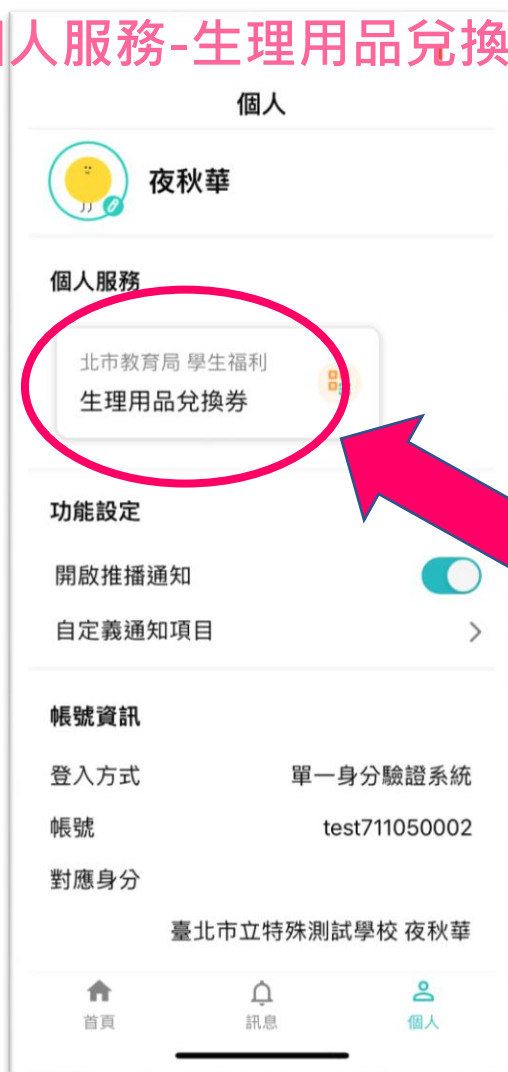 人服務-生理用品兌換
個人
夜秋華
個人服務
北市教育局 學生福利
生理用品兌換券
功能設定
開啟推播通知
自定義通知項目
帳號資訊
登入方式 單一身分驗證系統
帳號 test711050002
對應身分
臺北市立特殊測試學校 夜秋華
首頁 訊息 個人